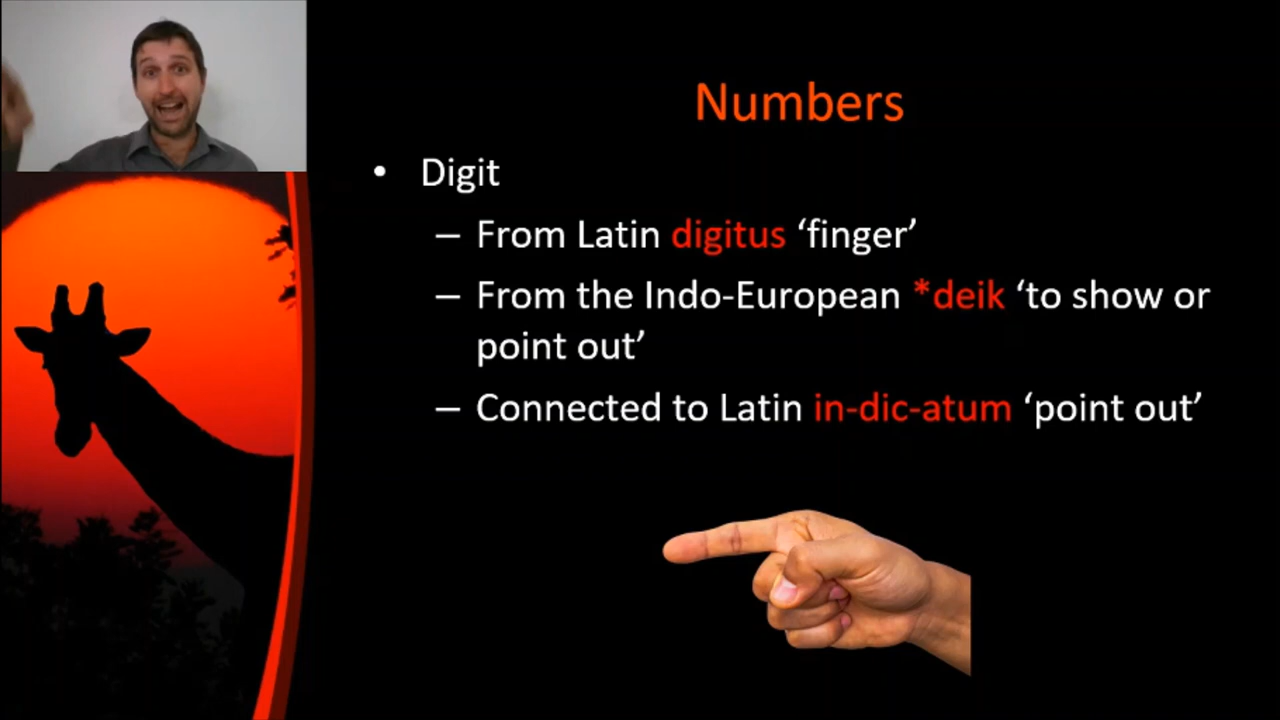 Numbers
• Digit
– From Latin digitus ‘finger’
– From the Indo-European *deik ‘to show or
point out’
– Connected to Latin in-dic-atum ‘point out’